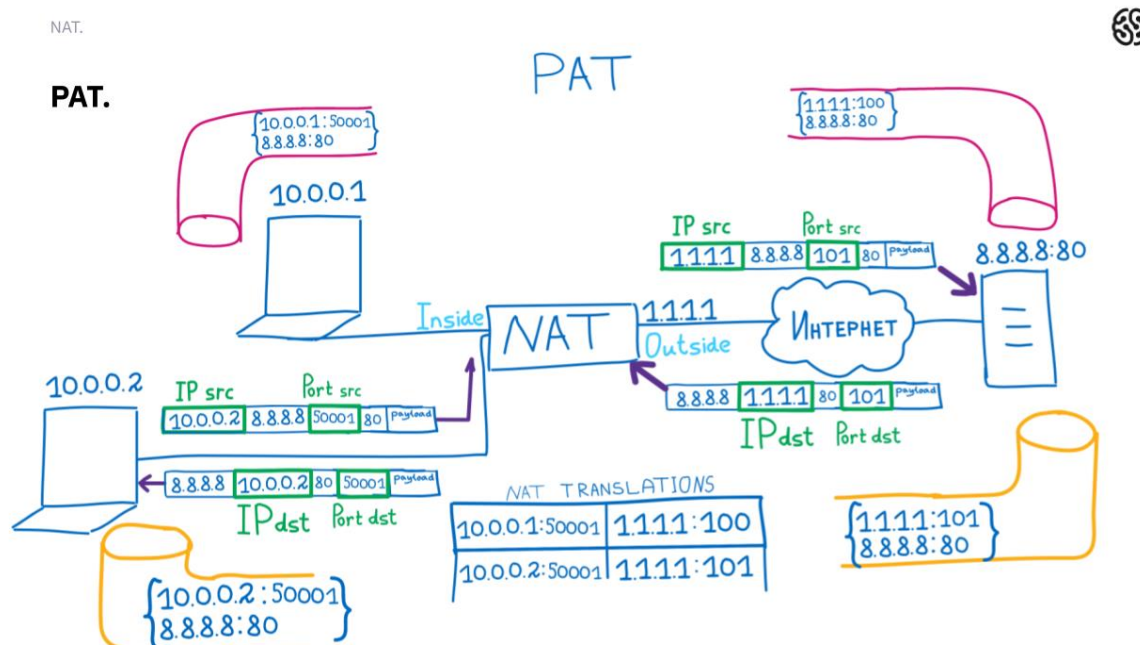 NAT.
PAT.
PAT
{10.0.0.1:50001
8.8.8.8:80}
{1.1.1.1:100
8.8.8.8:80}
10.0.0.1
IP src Port src
1.1.1.1 8.8.8.8 101 80 payload
8.8.8.8:80
Inside
NAT
1.1.1.1
Outside
ИНТЕРНЕТ
10.0.0.2
IP src Port src
10.0.0.2 8.8.8.8 50001 80 payload
8.8.8.8 1.1.1.1 80 101 payload
IP dst Port dst
8.8.8.8 10.0.0.2 80 50001 payload
IP dst Port dst
NAT TRANSLATIONS
10.0.0.1:50001 1.1.1.1:100
10.0.0.2:50001 1.1.1.1:101
{1.1.1.1:101
8.8.8.8:80}
{10.0.0.2:50001
8.8.8.8:80}